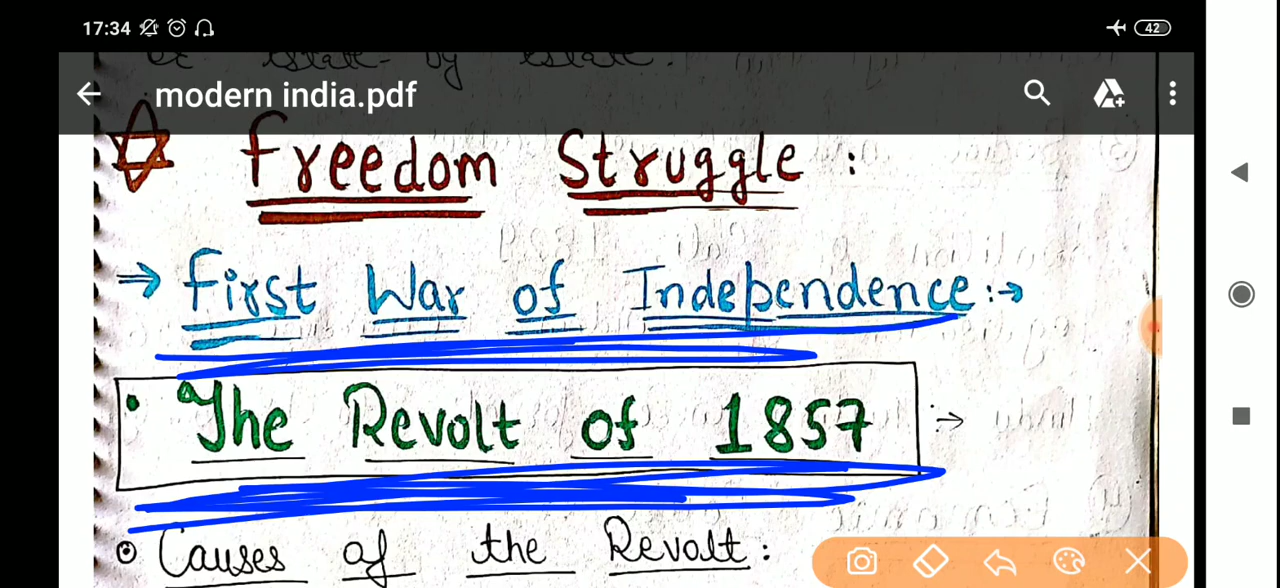 17:34 42
modern india.pdf
Freedom Struggle :
⇒ First War of Independence :→
• The Revolt of 1857 :→
⊙ Causes of the Revolt :